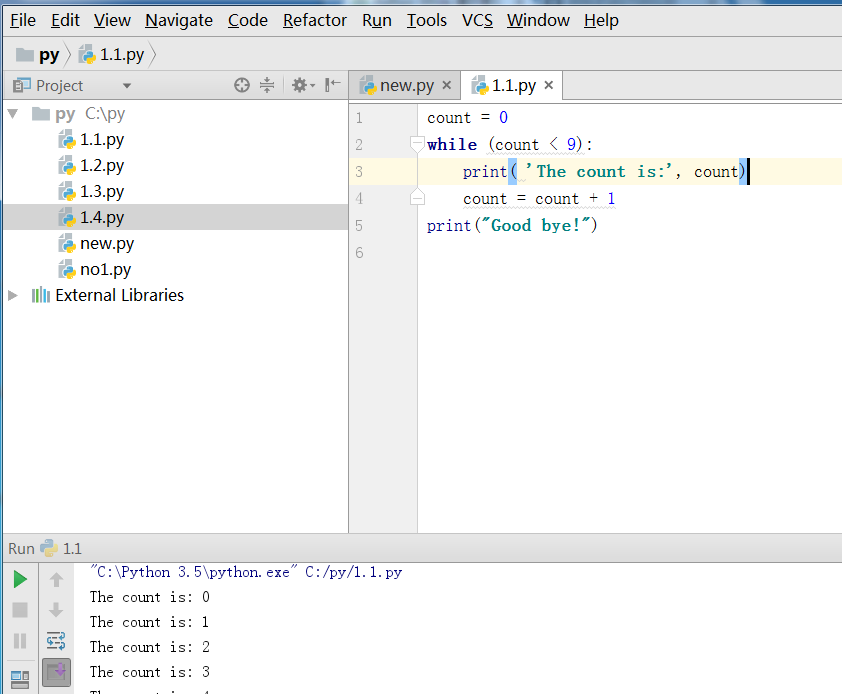 File Edit View Navigate Code Refactor Run Tools VCS Window Help
py 1.1.py
Project
new.py 1.1.py
py C:\py
1.1.py
1.2.py
1.3.py
1.4.py
new.py
no1.py
External Libraries
1 count = 0
2 while (count < 9):
3 print( 'The count is:', count)
4 count = count + 1
5 print("Good bye!")
6
Run 1.1
"C:\Python 3.5\python.exe" C:/py/1.1.py
The count is: 0
The count is: 1
The count is: 2
The count is: 3